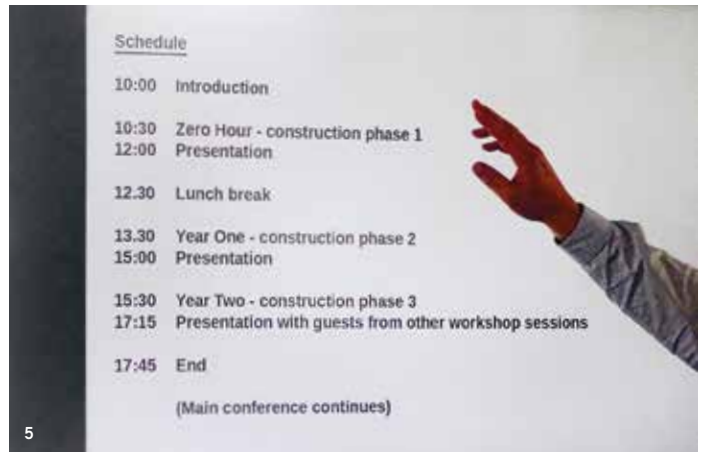 Schedule
10:00 Introduction
10:30 Zero Hour - construction phase 1
12:00 Presentation
12.30 Lunch break
13.30 Year One - construction phase 2
15:00 Presentation
15:30 Year Two - construction phase 3
17:15 Presentation with guests from other workshop sessions
17:45 End
(Main conference continues)
5